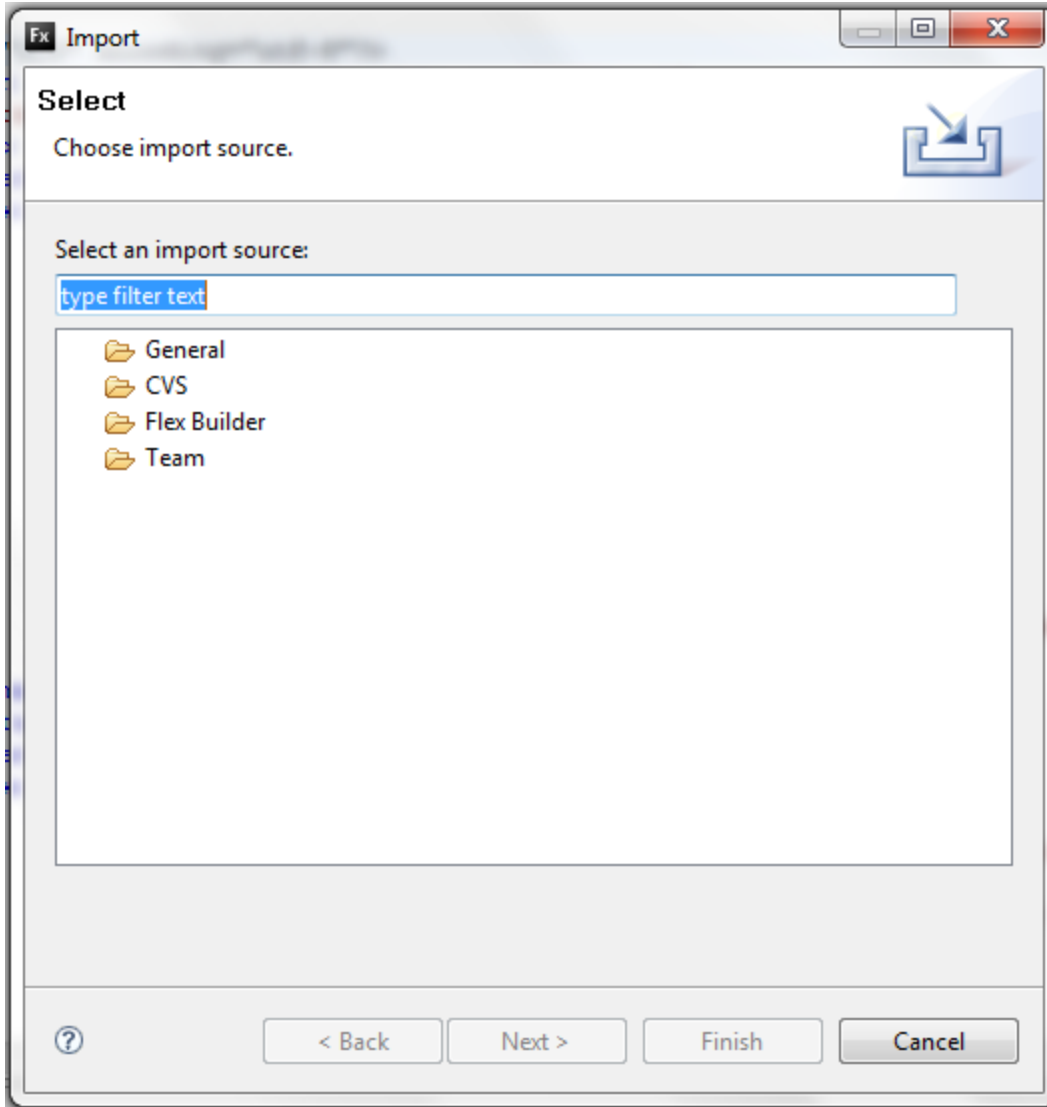 Fx Import
Select
Choose import source.
Select an import source:
type filter text
General
CVS
Flex Builder
Team
? < Back Next > Finish Cancel